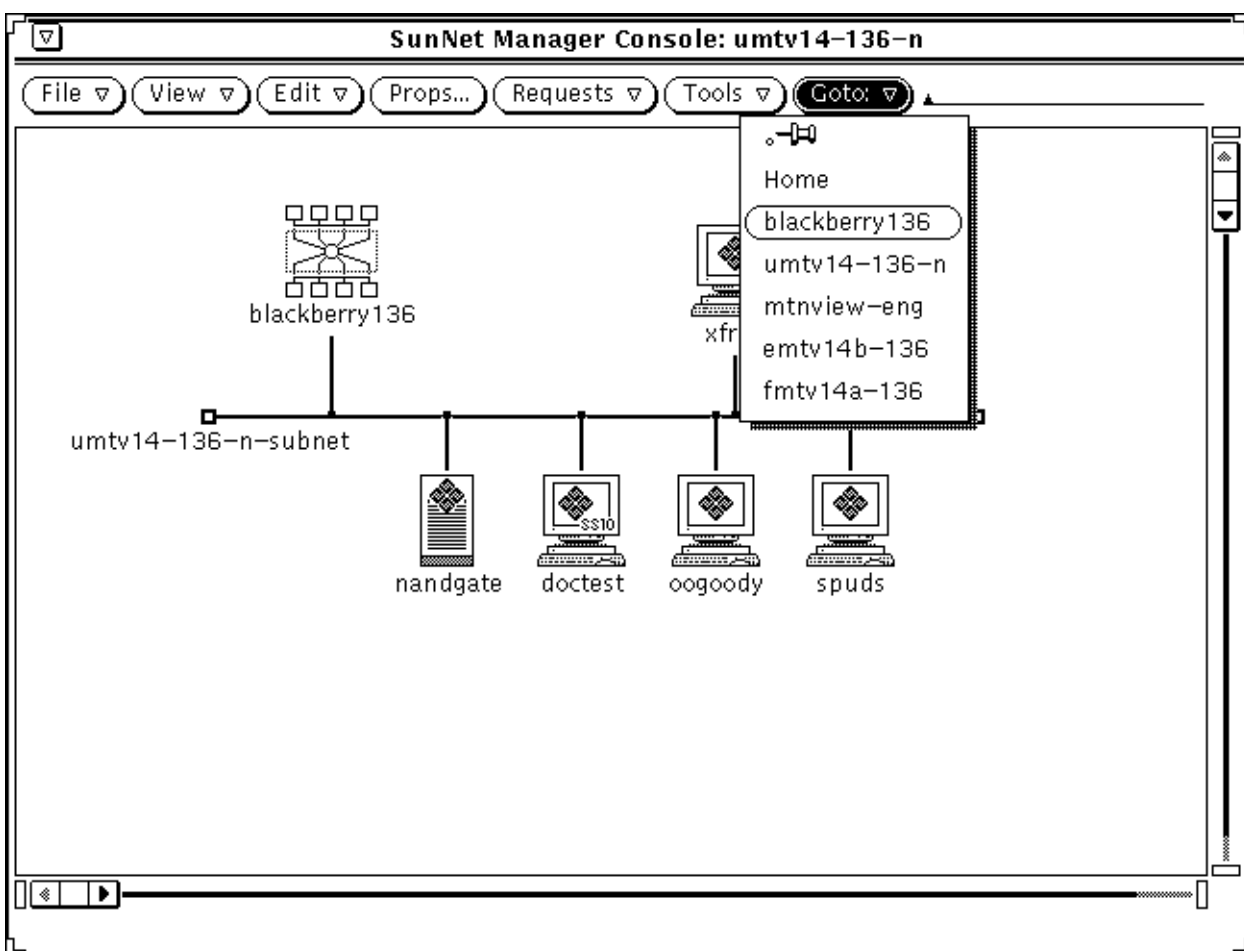 SunNet Manager Console: umtv14-136-n
File View Edit Props... Requests Tools Goto:
Home
blackberry136
umtv14-136-n
mtnview-eng
emtv14b-136
fmtv14a-136
blackberry136
xfr
umtv14-136-n-subnet
SS10
nandgate doctest oogoody spuds